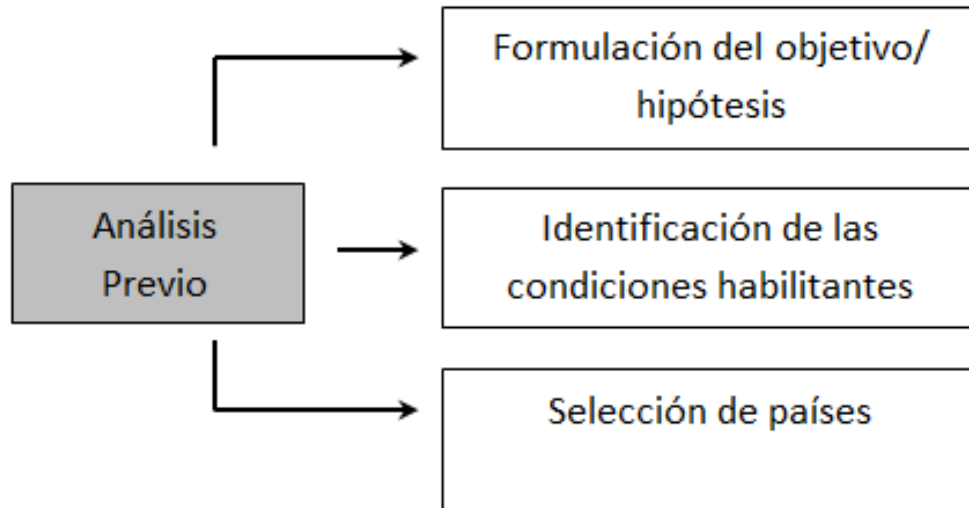 Formulación del objetivo/
hipótesis
Análisis
Previo
Identificación de las
condiciones habilitantes
Selección de países